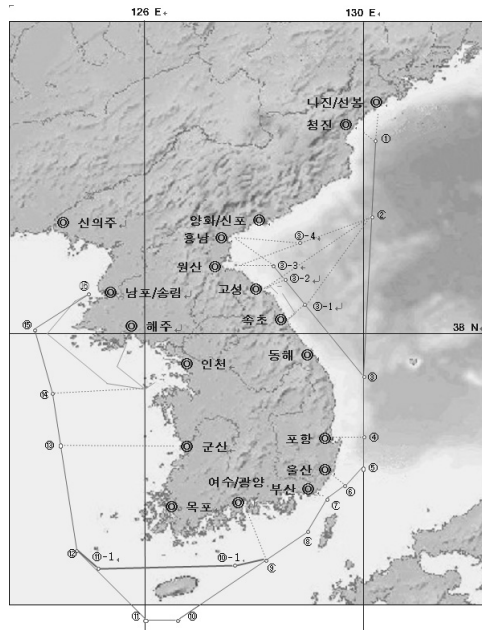 126 E
130 E
나진/선봉
청진
①
신의주
양화/신포
②
흥남
③-4
원산
③-3
③-2
고성
⑯
남포/송림
③-1
속초
해주
38 N
⑮
동해
인천
③
⑭
포항
④
⑬
군산
울산
⑤
여수/광양
부산
⑥
목포
⑦
⑧
⑫
⑪-1
⑩-1
⑨
⑪
⑩